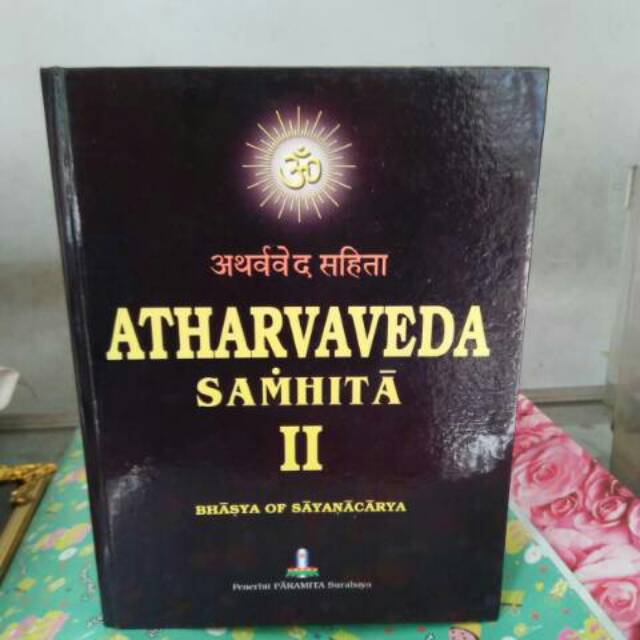 ॐ
अथर्ववेद सहिता
ATHARVAVEDA
SAṀHITĀ
II
BHĀṢYA OF SĀYAṆĀCĀRYA
Penerbit PĀRAMITA Surabaya